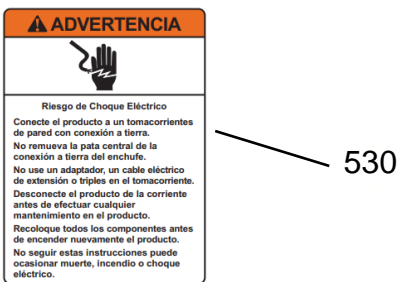 ADVERTENCIA
Riesgo de Choque Eléctrico
Conecte el producto a un tomacorrientes
de pared con conexión a tierra.
No remueva la pata central de la
conexión a tierra del enchufe.
No use un adaptador, un cable eléctrico
de extensión o triples en el tomacorriente.
Desconecte el producto de la corriente
antes de efectuar cualquier
mantenimiento en el producto.
Recoloque todos los componentes antes
de encender nuevamente el producto.
No seguir estas instrucciones puede
ocasionar muerte, incendio o choque
eléctrico.
530